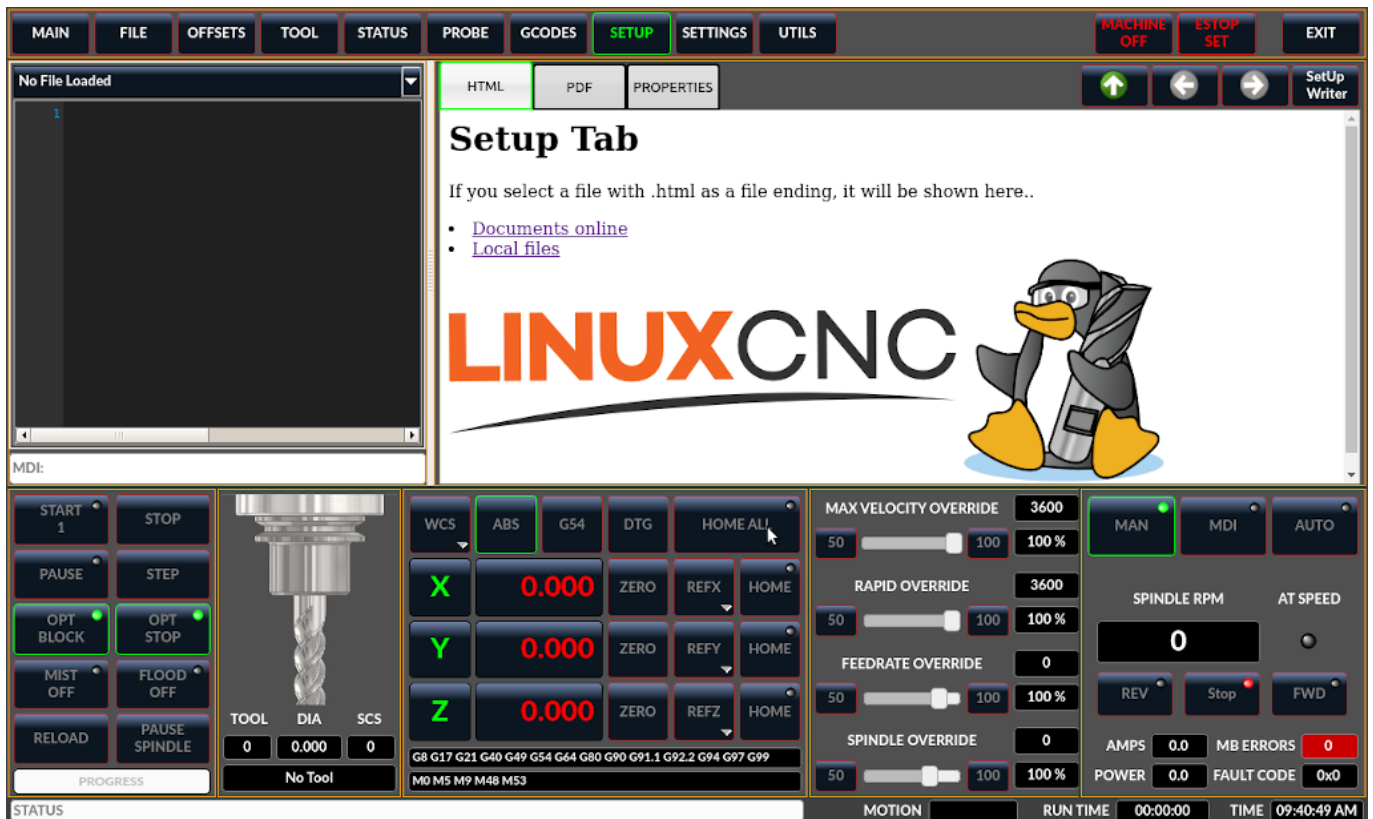 MAIN FILE OFFSETS TOOL STATUS PROBE GCODES SETUP SETTINGS UTILS MACHINE OFF ESTOP SET EXIT
No File Loaded
1
MDI:
HTML PDF PROPERTIES SetUp Writer
Setup Tab
If you select a file with .html as a file ending, it will be shown here..
• Documents online
• Local files
LINUXCNC
START 1 STOP
PAUSE STEP
OPT BLOCK OPT STOP
MIST OFF FLOOD OFF
RELOAD PAUSE SPINDLE
PROGRESS
TOOL DIA SCS
0 0.000 0
No Tool
WCS ABS G54 DTG HOME ALL
X 0.000 ZERO REFX HOME
Y 0.000 ZERO REFY HOME
Z 0.000 ZERO REFZ HOME
G8 G17 G21 G40 G49 G54 G64 G80 G90 G91.1 G92.2 G94 G97 G99
M0 M5 M9 M48 M53
MAX VELOCITY OVERRIDE 3600
50 100 100 %
RAPID OVERRIDE 3600
50 100 100 %
FEEDRATE OVERRIDE 0
50 100 100 %
SPINDLE OVERRIDE 0
50 100 100 %
MAN MDI AUTO
SPINDLE RPM AT SPEED
0
REV Stop FWD
AMPS 0.0 MB ERRORS 0
POWER 0.0 FAULT CODE 0x0
STATUS MOTION RUN TIME 00:00:00 TIME 09:40:49 AM